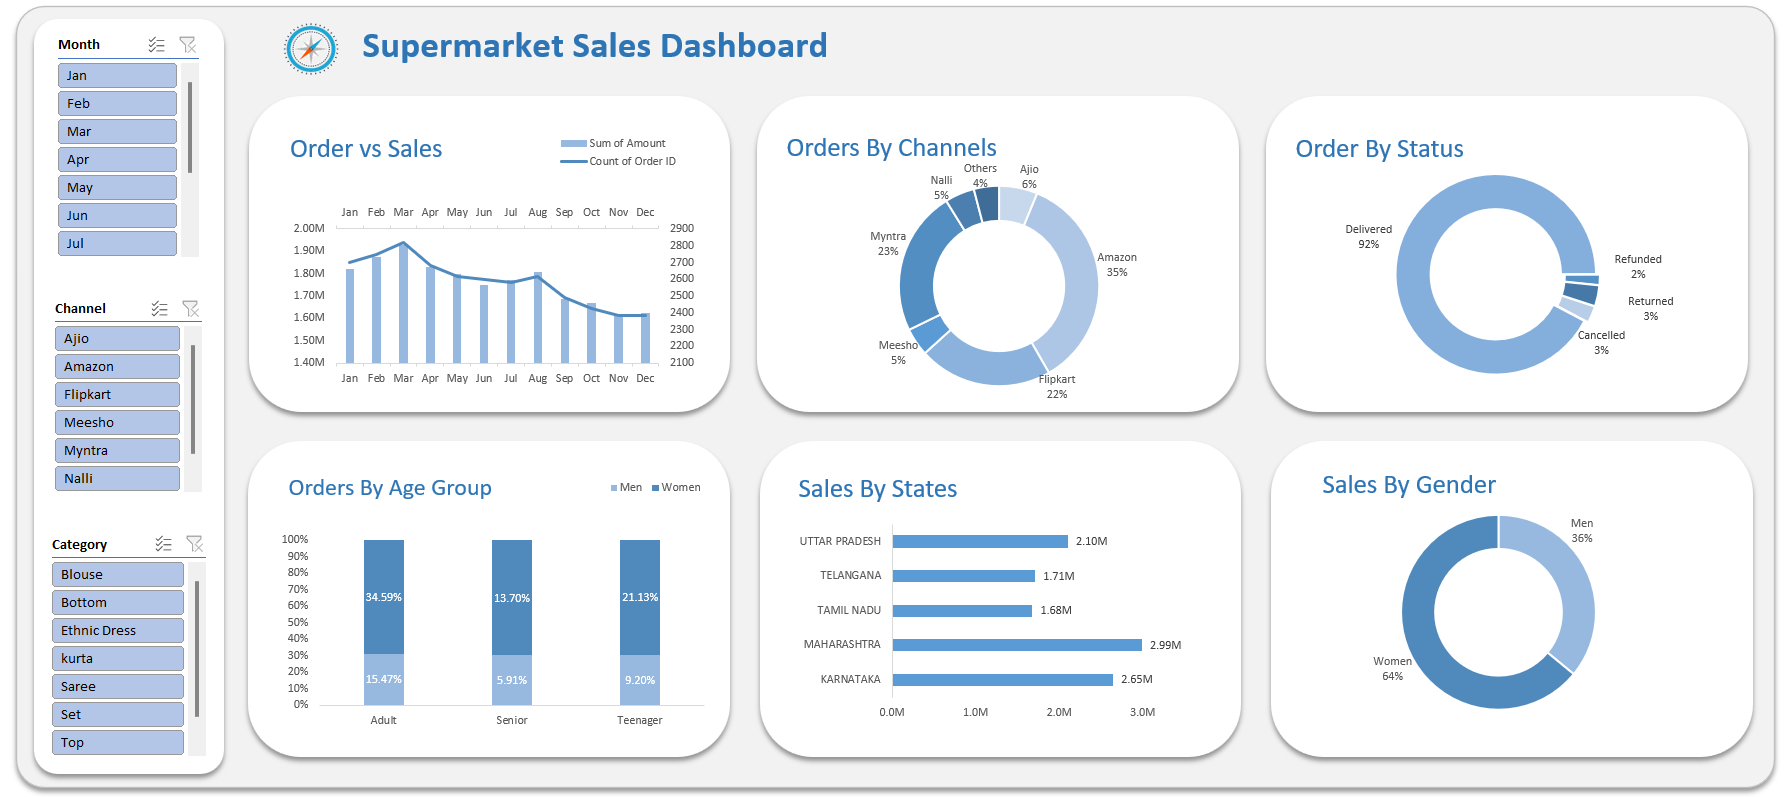 Supermarket Sales Dashboard
Month
Jan
Feb
Mar
Apr
May
Jun
Jul
Channel
Ajio
Amazon
Flipkart
Meesho
Myntra
Nalli
Category
Blouse
Bottom
Ethnic Dress
kurta
Saree
Set
Top
Order vs Sales
Sum of Amount
Count of Order ID
Jan Feb Mar Apr May Jun Jul Aug Sep Oct Nov Dec
2.00M 2900
1.90M 2800
2700
1.80M 2600
1.70M 2500
1.60M 2400
2300
1.50M 2200
1.40M 2100
Jan Feb Mar Apr May Jun Jul Aug Sep Oct Nov Dec
Orders By Channels
Others
4%
Ajio
6%
Nalli
5%
Myntra
23%
Amazon
35%
Meesho
5%
Flipkart
22%
Order By Status
Delivered
92%
Refunded
2%
Returned
3%
Cancelled
3%
Orders By Age Group
Men Women
100%
90%
80%
70%
60%
50%
40%
30%
20%
10%
0%
34.59% 13.70% 21.13%
15.47% 5.91% 9.20%
Adult Senior Teenager
Sales By States
UTTAR PRADESH 2.10M
TELANGANA 1.71M
TAMIL NADU 1.68M
MAHARASHTRA 2.99M
KARNATAKA 2.65M
0.0M 1.0M 2.0M 3.0M
Sales By Gender
Men
36%
Women
64%